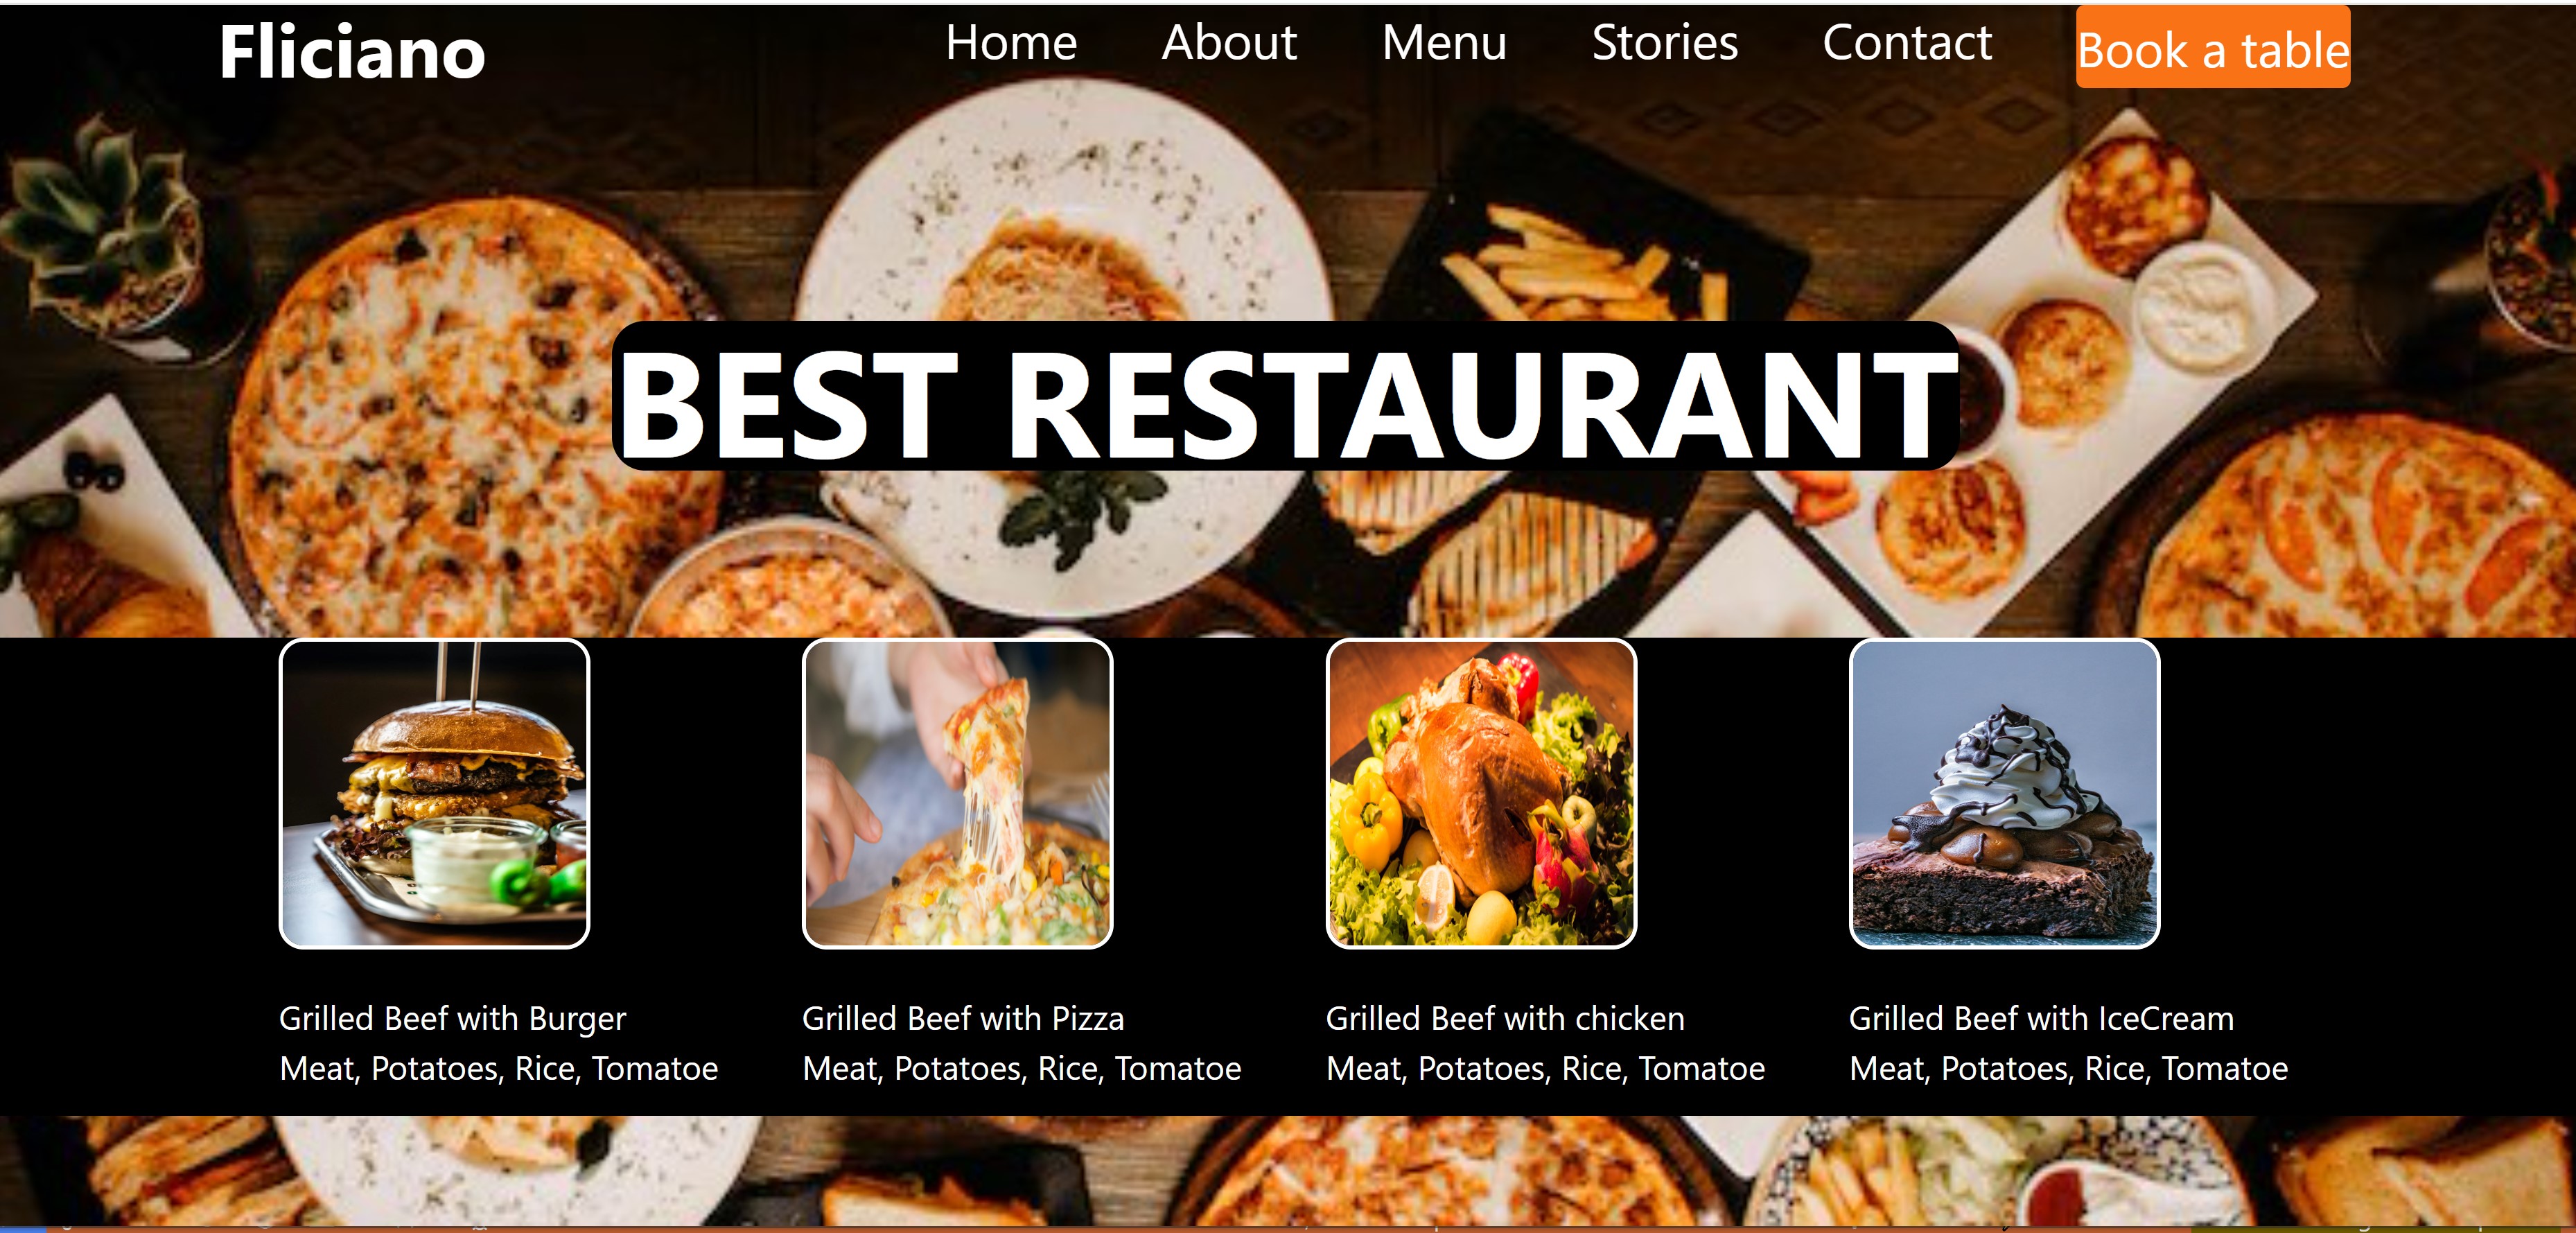 Fliciano
Home About Menu Stories Contact Book a table
BEST RESTAURANT
Grilled Beef with Burger
Meat, Potatoes, Rice, Tomatoe
Grilled Beef with Pizza
Meat, Potatoes, Rice, Tomatoe
Grilled Beef with chicken
Meat, Potatoes, Rice, Tomatoe
Grilled Beef with IceCream
Meat, Potatoes, Rice, Tomatoe